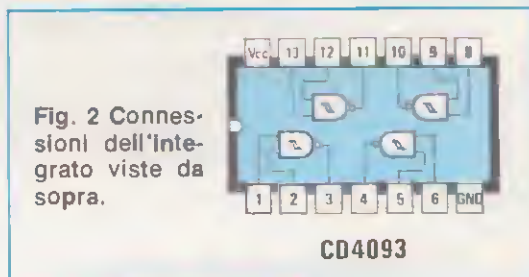 Fig. 2 Connes-
sioni dell'inte-
grato viste da
sopra.
Vcc 13 12 11 10 9 8
1 2 3 4 5 6 GND
CD4093